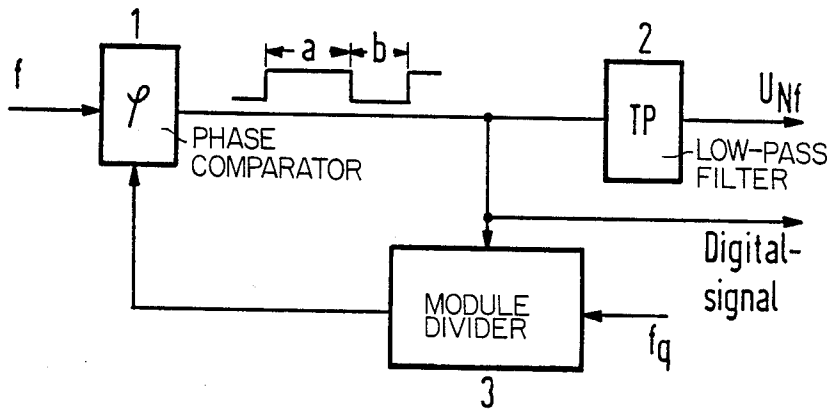 1
2
a
b
f
φ
TP
U_Nf
PHASE
COMPARATOR
LOW-PASS
FILTER
Digital-
signal
MODULE
DIVIDER
f_q
3